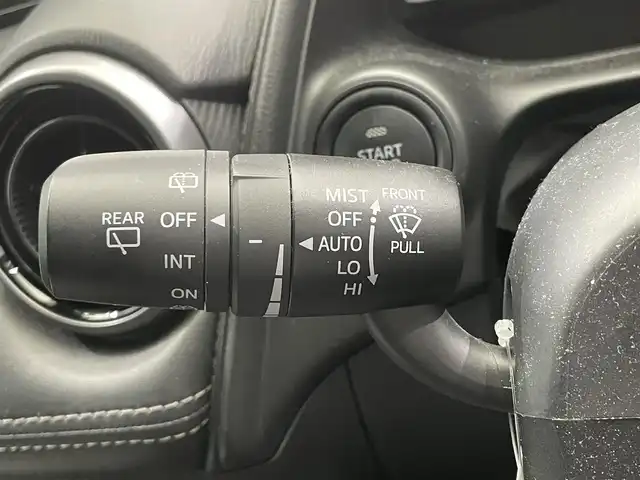 START
REAR
OFF
INT
ON
MIST
OFF
AUTO
LO
HI
FRONT
PULL